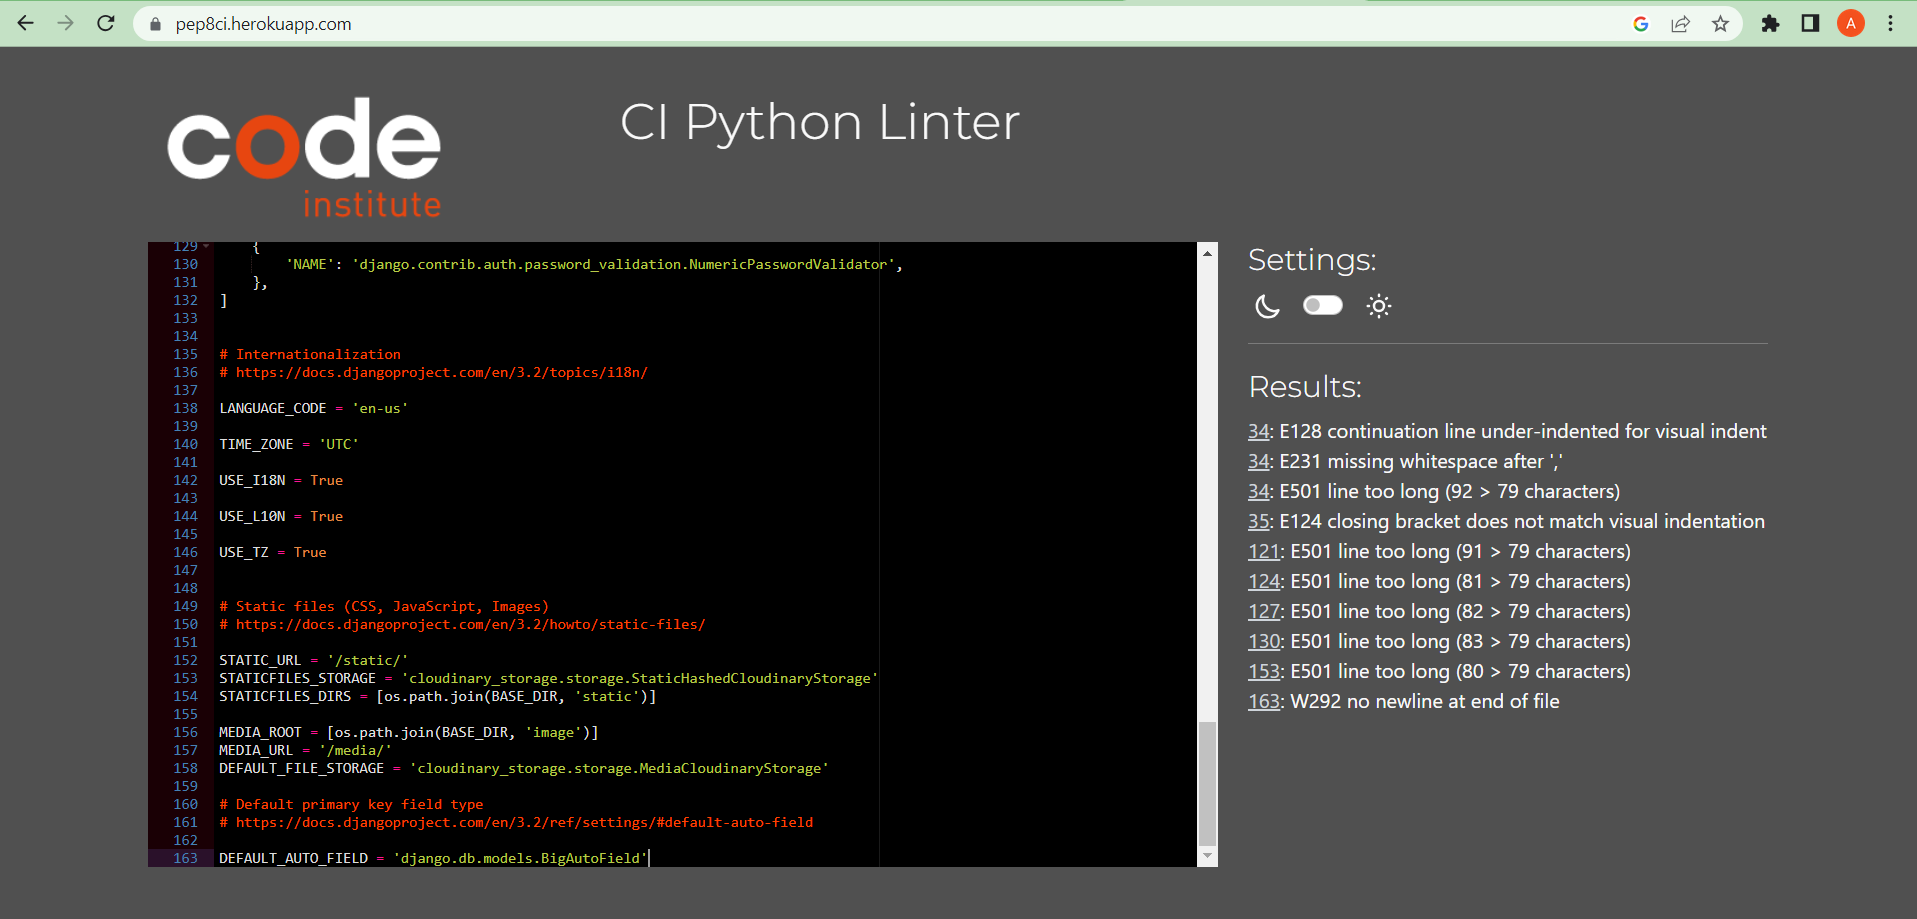 pep8ci.herokuapp.com
A
code
institute
CI Python Linter
129 {
130 'NAME': 'django.contrib.auth.password_validation.NumericPasswordValidator',
131 },
132 ]
133
134
135 # Internationalization
136 # https://docs.djangoproject.com/en/3.2/topics/i18n/
137
138 LANGUAGE_CODE = 'en-us'
139
140 TIME_ZONE = 'UTC'
141
142 USE_I18N = True
143
144 USE_L10N = True
145
146 USE_TZ = True
147
148
149 # Static files (CSS, JavaScript, Images)
150 # https://docs.djangoproject.com/en/3.2/howto/static-files/
151
152 STATIC_URL = '/static/'
153 STATICFILES_STORAGE = 'cloudinary_storage.storage.StaticHashedCloudinaryStorage'
154 STATICFILES_DIRS = [os.path.join(BASE_DIR, 'static')]
155
156 MEDIA_ROOT = [os.path.join(BASE_DIR, 'image')]
157 MEDIA_URL = '/media/'
158 DEFAULT_FILE_STORAGE = 'cloudinary_storage.storage.MediaCloudinaryStorage'
159
160 # Default primary key field type
161 # https://docs.djangoproject.com/en/3.2/ref/settings/#default-auto-field
162
163 DEFAULT_AUTO_FIELD = 'django.db.models.BigAutoField'
Settings:
Results:
34: E128 continuation line under-indented for visual indent
34: E231 missing whitespace after ','
34: E501 line too long (92 > 79 characters)
35: E124 closing bracket does not match visual indentation
121: E501 line too long (91 > 79 characters)
124: E501 line too long (81 > 79 characters)
127: E501 line too long (82 > 79 characters)
130: E501 line too long (83 > 79 characters)
153: E501 line too long (80 > 79 characters)
163: W292 no newline at end of file